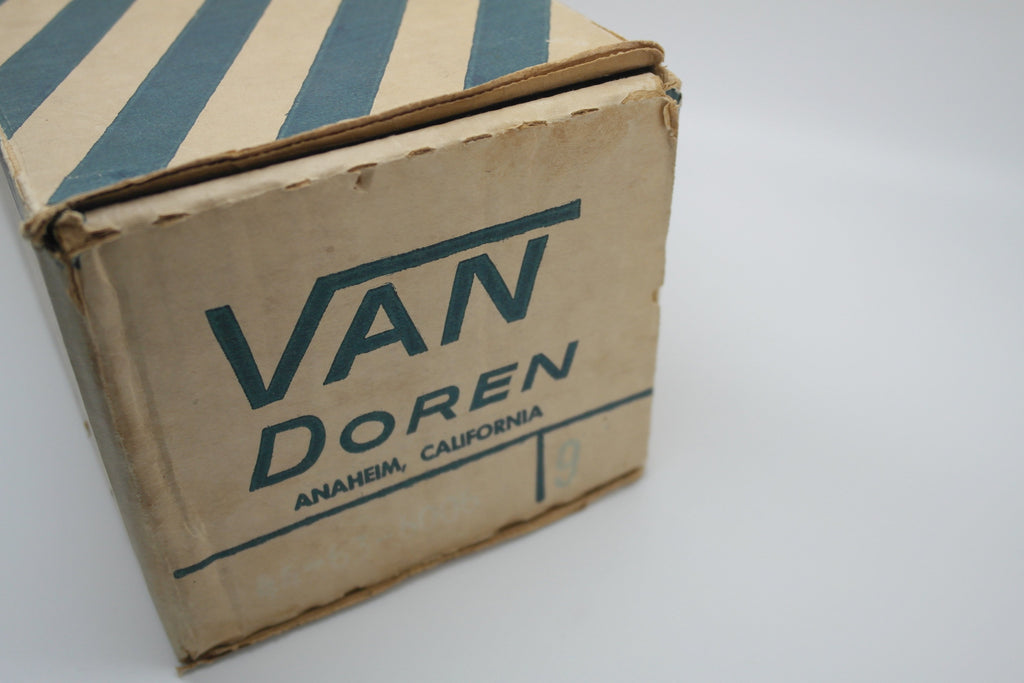 VAN
DOREN
ANAHEIM, CALIFORNIA
9